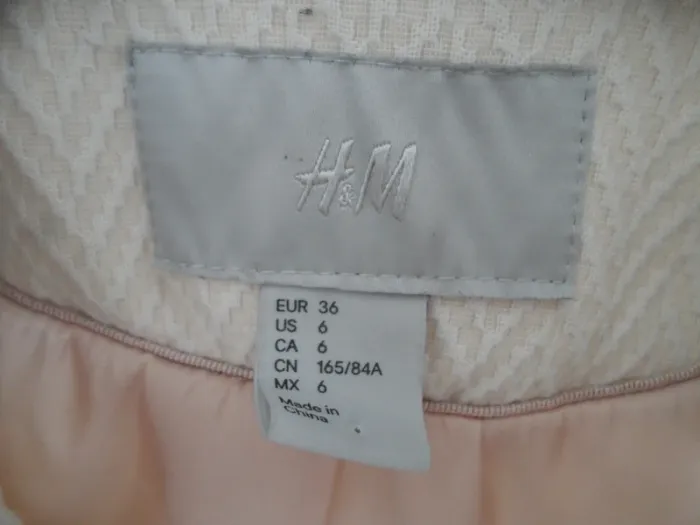 H&M
EUR 36
US 6
CA 6
CN 165/84A
MX 6
Made in
China